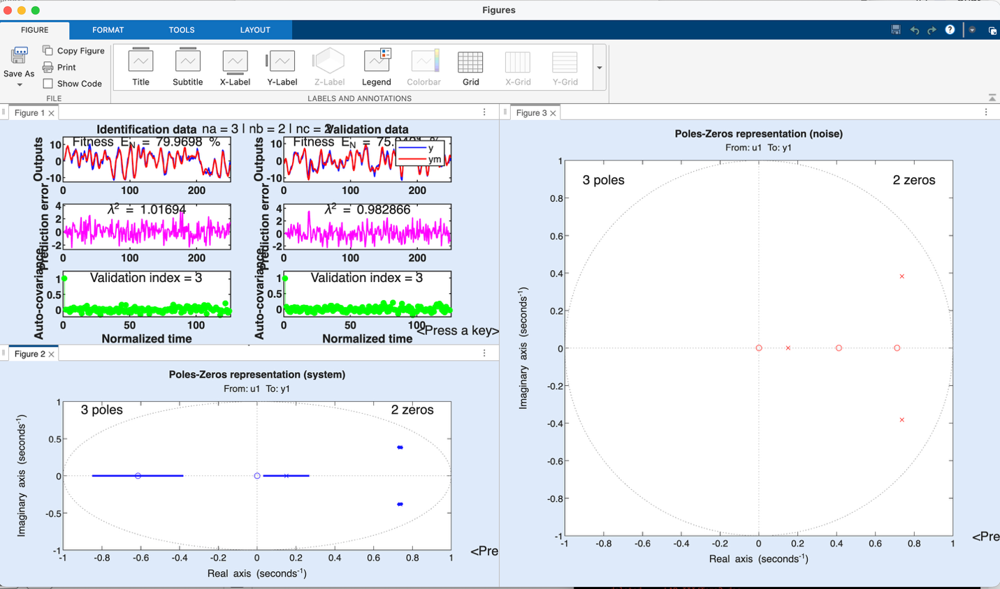 Figures
FIGURE FORMAT TOOLS LAYOUT
Save As
Copy Figure
Print
Show Code
FILE
Title Subtitle X-Label Y-Label Z-Label Legend Colorbar Grid X-Grid Y-Grid
LABELS AND ANNOTATIONS
Figure 1
Identification data na = 3 | nb = 2 | nc = 2 Validation data
Fitness E_N = 79.9698 %
Outputs
10
0
-10
0 100 200
λ² = 1.01694
Prediction error
4
2
0
-2
0 100 200
Validation index = 3
Auto-covariance
1
0.5
0
0 50 100
Normalized time
Fitness E_N = 75. %
y
ym
Outputs
10
0
-10
0 100 200
λ² = 0.982866
Prediction error
4
2
0
-2
0 100 200
Validation index = 3
Auto-covariance
1
0.5
0
0 50 100
Normalized time
<Press a key>
Figure 2
Poles-Zeros representation (system)
From: u1 To: y1
3 poles 2 zeros
Imaginary axis (seconds⁻¹)
1
0.5
0
-0.5
-1
-1 -0.8 -0.6 -0.4 -0.2 0 0.2 0.4 0.6 0.8 1
Real axis (seconds⁻¹)
<Pre
Figure 3
Poles-Zeros representation (noise)
From: u1 To: y1
3 poles 2 zeros
Imaginary axis (seconds⁻¹)
1
0.8
0.6
0.4
0.2
0
-0.2
-0.4
-0.6
-0.8
-1
-1 -0.8 -0.6 -0.4 -0.2 0 0.2 0.4 0.6 0.8 1
Real axis (seconds⁻¹)
<Pre